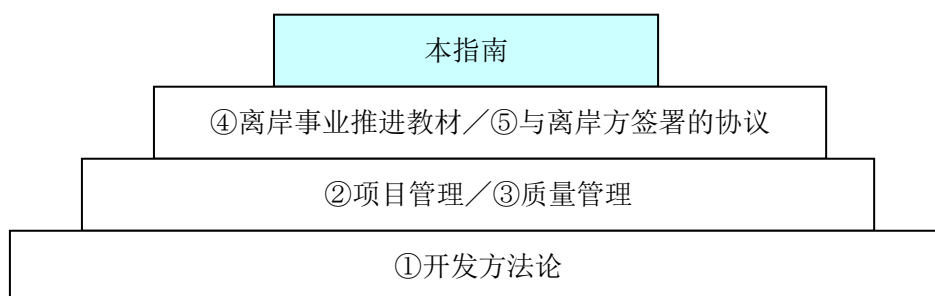 本指南
④离岸事业推进教材／⑤与离岸方签署的协议
②项目管理／③质量管理
①开发方法论